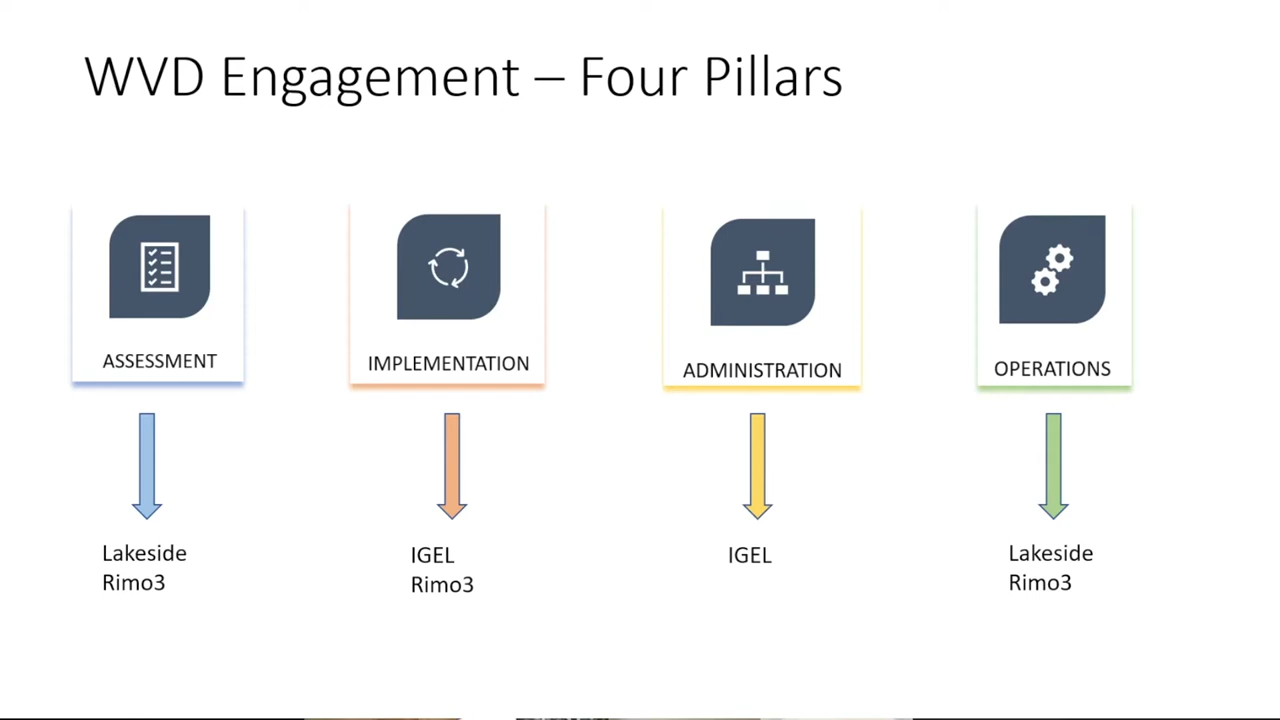 WVD Engagement – Four Pillars
ASSESSMENT
IMPLEMENTATION
ADMINISTRATION
OPERATIONS
Lakeside
Rimo3
IGEL
Rimo3
IGEL
Lakeside
Rimo3